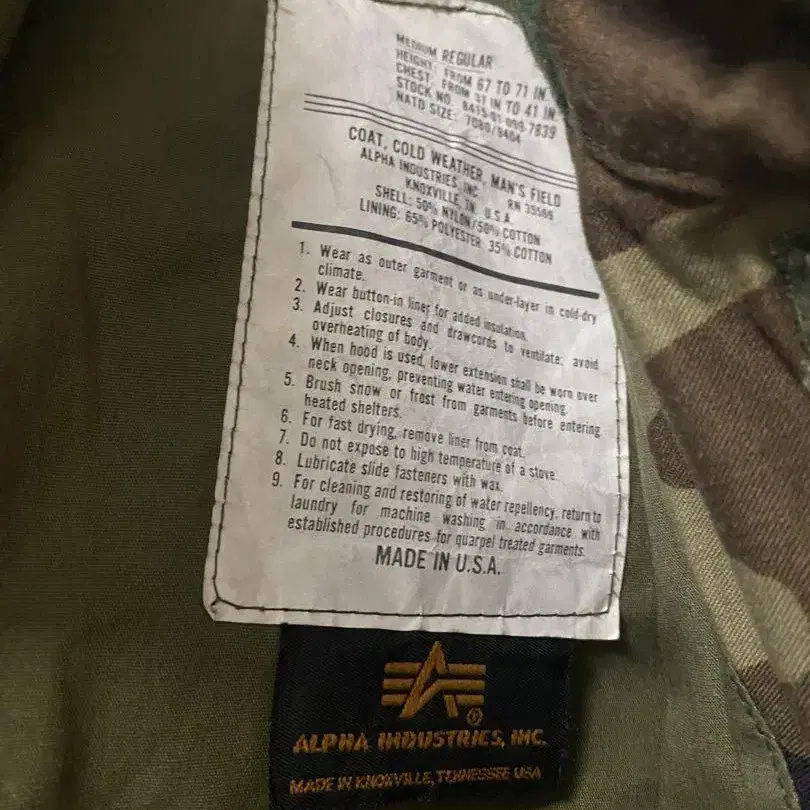 MEDIUM REGULAR
HEIGHT: FROM 67 TO 71 IN.
CHEST: FROM 37 IN TO 41 IN.
STOCK NO. 8415-01-099-7839
NATO SIZE: 7080/9404
COAT, COLD WEATHER, MAN'S FIELD
ALPHA INDUSTRIES, INC. RN 35566
KNOXVILLE, TN U.S.A.
SHELL: 50% NYLON/50% COTTON
LINING: 65% POLYESTER 35% COTTON
1. Wear as outer garment or as under-layer in cold-dry
climate.
2. Wear button-in liner for added insulation.
3. Adjust closures and drawcords to ventilate; avoid
overheating of body.
4. When hood is used, lower extension shall be worn over
neck opening, preventing water entering opening.
5. Brush snow or frost from garments before entering
heated shelters.
6. For fast drying, remove liner from coat.
7. Do not expose to high temperature of a stove.
8. Lubricate slide fasteners with wax.
9. For cleaning and restoring of water repellency, return to
laundry for machine washing in accordance with
established procedures for quarpel treated garments.
MADE IN U.S.A.
ALPHA INDUSTRIES, INC.
MADE IN KNOXVILLE, TENNESSEE USA